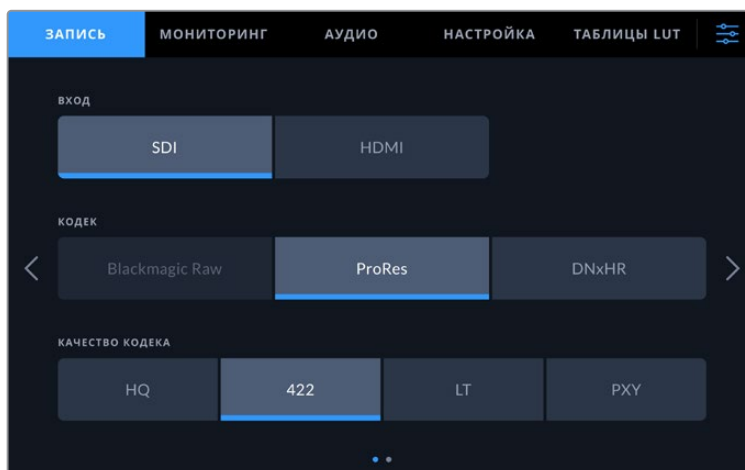 ЗАПИСЬ МОНИТОРИНГ АУДИО НАСТРОЙКА ТАБЛИЦЫ LUT
ВХОД
SDI HDMI
КОДЕК
Blackmagic Raw ProRes DNxHR
КАЧЕСТВО КОДЕКА
HQ 422 LT PXY